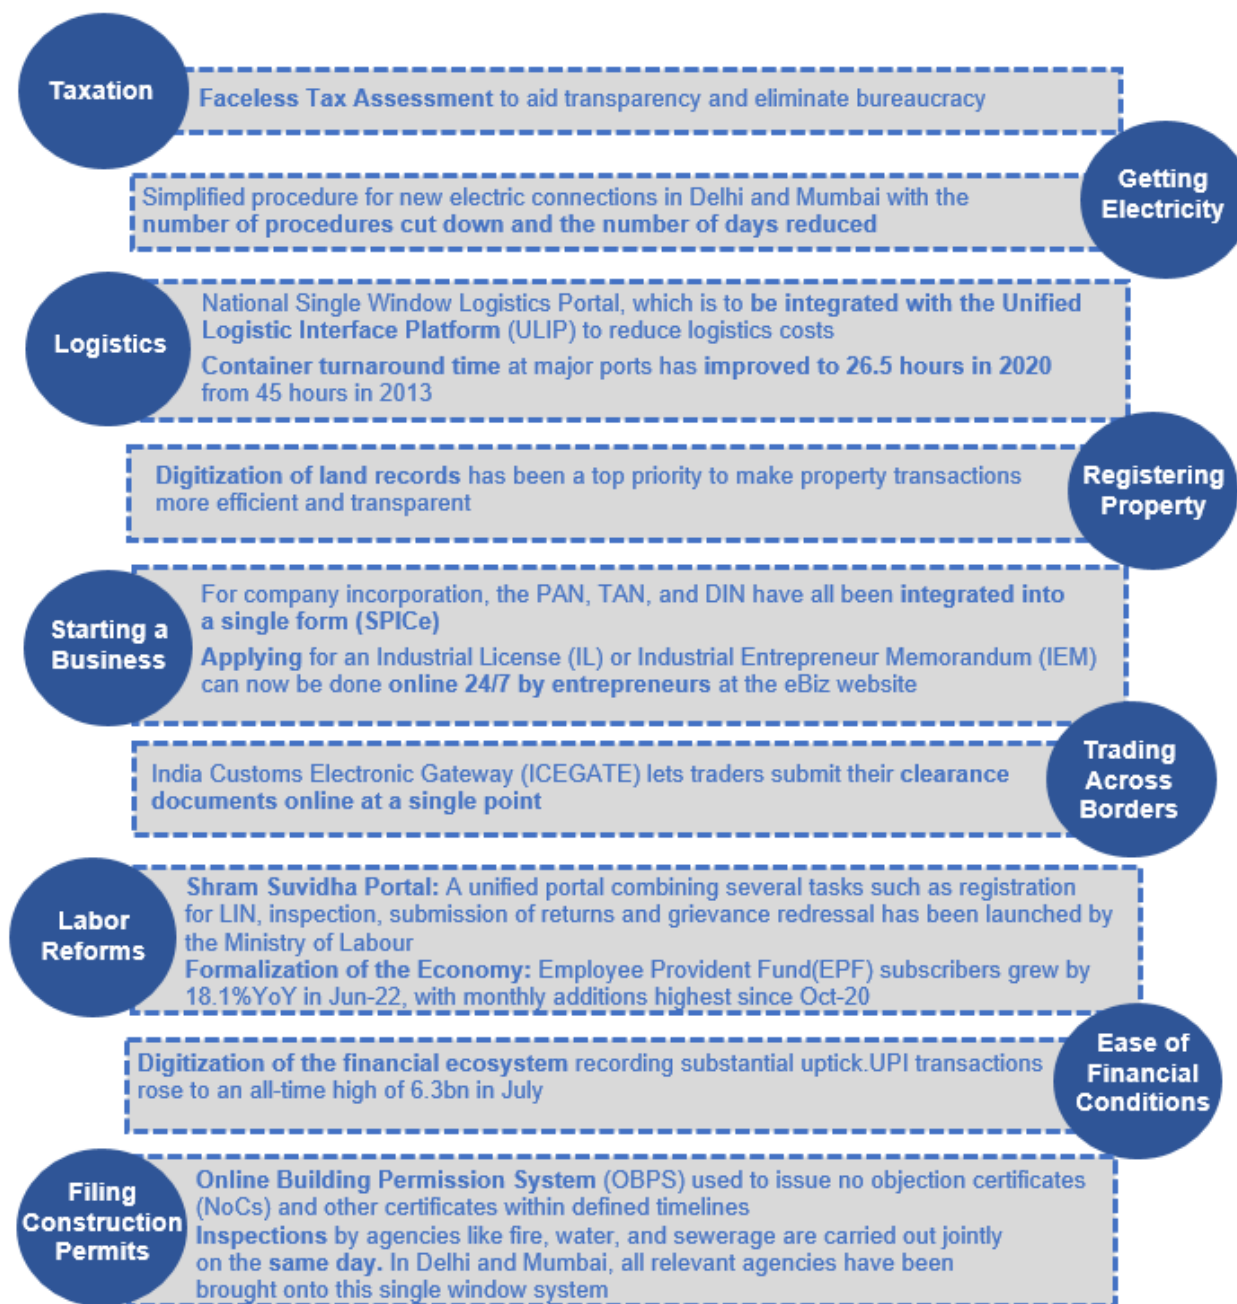 Taxation
Faceless Tax Assessment to aid transparency and eliminate bureaucracy
Getting
Electricity
Simplified procedure for new electric connections in Delhi and Mumbai with the
number of procedures cut down and the number of days reduced
Logistics
National Single Window Logistics Portal, which is to be integrated with the Unified
Logistic Interface Platform (ULIP) to reduce logistics costs
Container turnaround time at major ports has improved to 26.5 hours in 2020
from 45 hours in 2013
Registering
Property
Digitization of land records has been a top priority to make property transactions
more efficient and transparent
Starting a
Business
For company incorporation, the PAN, TAN, and DIN have all been integrated into
a single form (SPICe)
Applying for an Industrial License (IL) or Industrial Entrepreneur Memorandum (IEM)
can now be done online 24/7 by entrepreneurs at the eBiz website
Trading
Across
Borders
India Customs Electronic Gateway (ICEGATE) lets traders submit their clearance
documents online at a single point
Labor
Reforms
Shram Suvidha Portal: A unified portal combining several tasks such as registration
for LIN, inspection, submission of returns and grievance redressal has been launched by
the Ministry of Labour
Formalization of the Economy: Employee Provident Fund(EPF) subscribers grew by
18.1%YoY in Jun-22, with monthly additions highest since Oct-20
Ease of
Financial
Conditions
Digitization of the financial ecosystem recording substantial uptick.UPI transactions
rose to an all-time high of 6.3bn in July
Filing
Construction
Permits
Online Building Permission System (OBPS) used to issue no objection certificates
(NoCs) and other certificates within defined timelines
Inspections by agencies like fire, water, and sewerage are carried out jointly
on the same day. In Delhi and Mumbai, all relevant agencies have been
brought onto this single window system